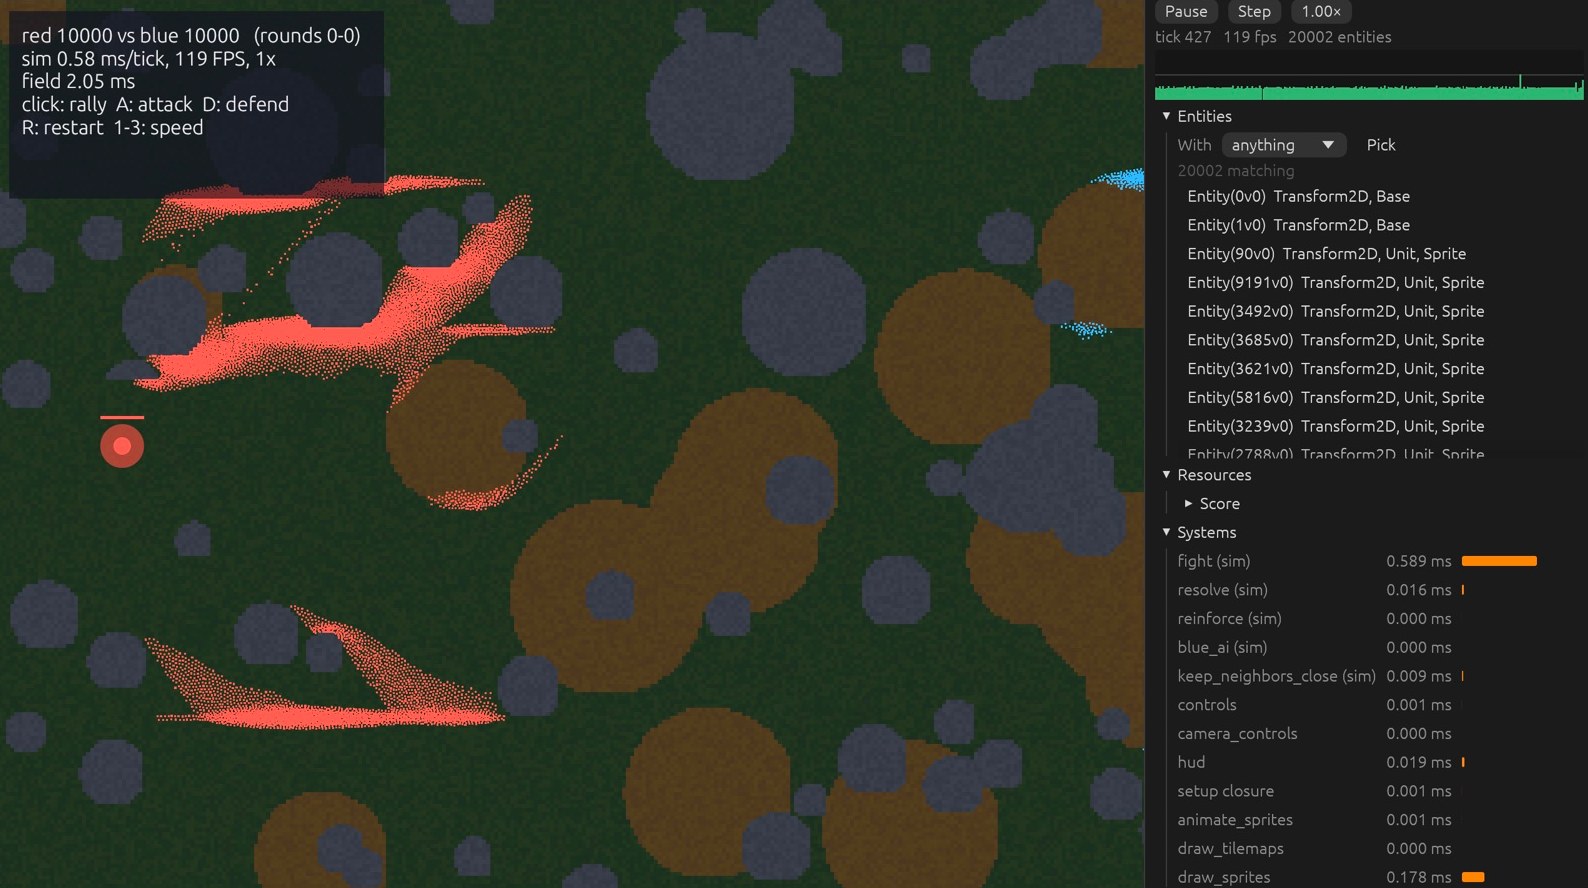 red 10000 vs blue 10000   (rounds 0-0)
sim 0.58 ms/tick, 119 FPS, 1x
field 2.05 ms
click: rally  A: attack  D: defend
R: restart  1-3: speed
Pause  Step  1.00×
tick 427  119 fps  20002 entities
Entities
With  anything  Pick
20002 matching
Entity(0v0)  Transform2D, Base
Entity(1v0)  Transform2D, Base
Entity(90v0)  Transform2D, Unit, Sprite
Entity(9191v0)  Transform2D, Unit, Sprite
Entity(3492v0)  Transform2D, Unit, Sprite
Entity(3685v0)  Transform2D, Unit, Sprite
Entity(3621v0)  Transform2D, Unit, Sprite
Entity(5816v0)  Transform2D, Unit, Sprite
Entity(3239v0)  Transform2D, Unit, Sprite
Entity(2788v0)  Transform2D, Unit, Sprite
Resources
Score
Systems
fight (sim)  0.589 ms
resolve (sim)  0.016 ms
reinforce (sim)  0.000 ms
blue_ai (sim)  0.000 ms
keep_neighbors_close (sim)  0.009 ms
controls  0.001 ms
camera_controls  0.000 ms
hud  0.019 ms
setup closure  0.001 ms
animate_sprites  0.001 ms
draw_tilemaps  0.000 ms
draw_sprites  0.178 ms